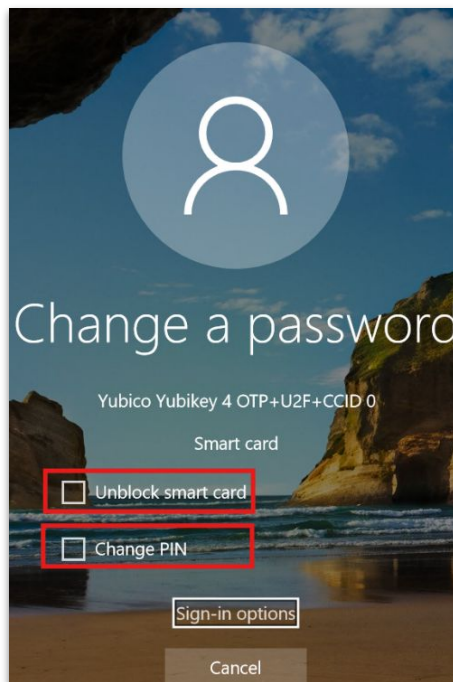 Change a password
Yubico Yubikey 4 OTP+U2F+CCID 0
Smart card
Unblock smart card
Change PIN
Sign-in options
Cancel